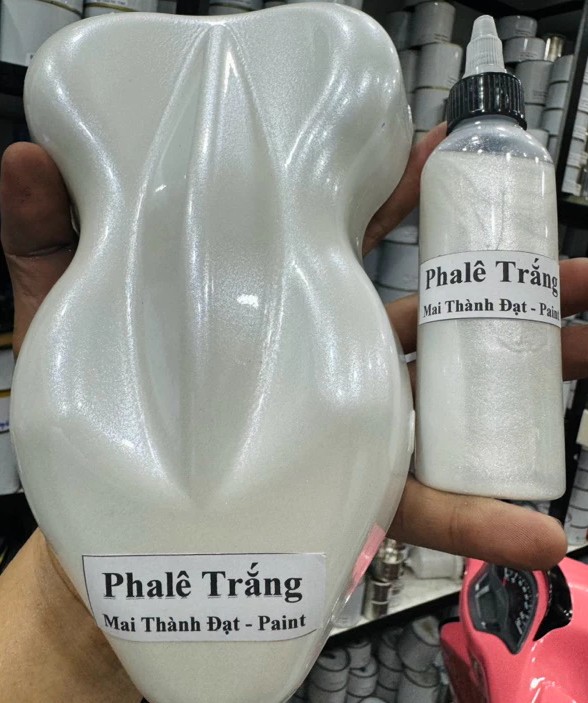 Phalê Trắng
Mai Thành Đạt - Paint
Phalê Trắng
Mai Thành Đạt - Paint